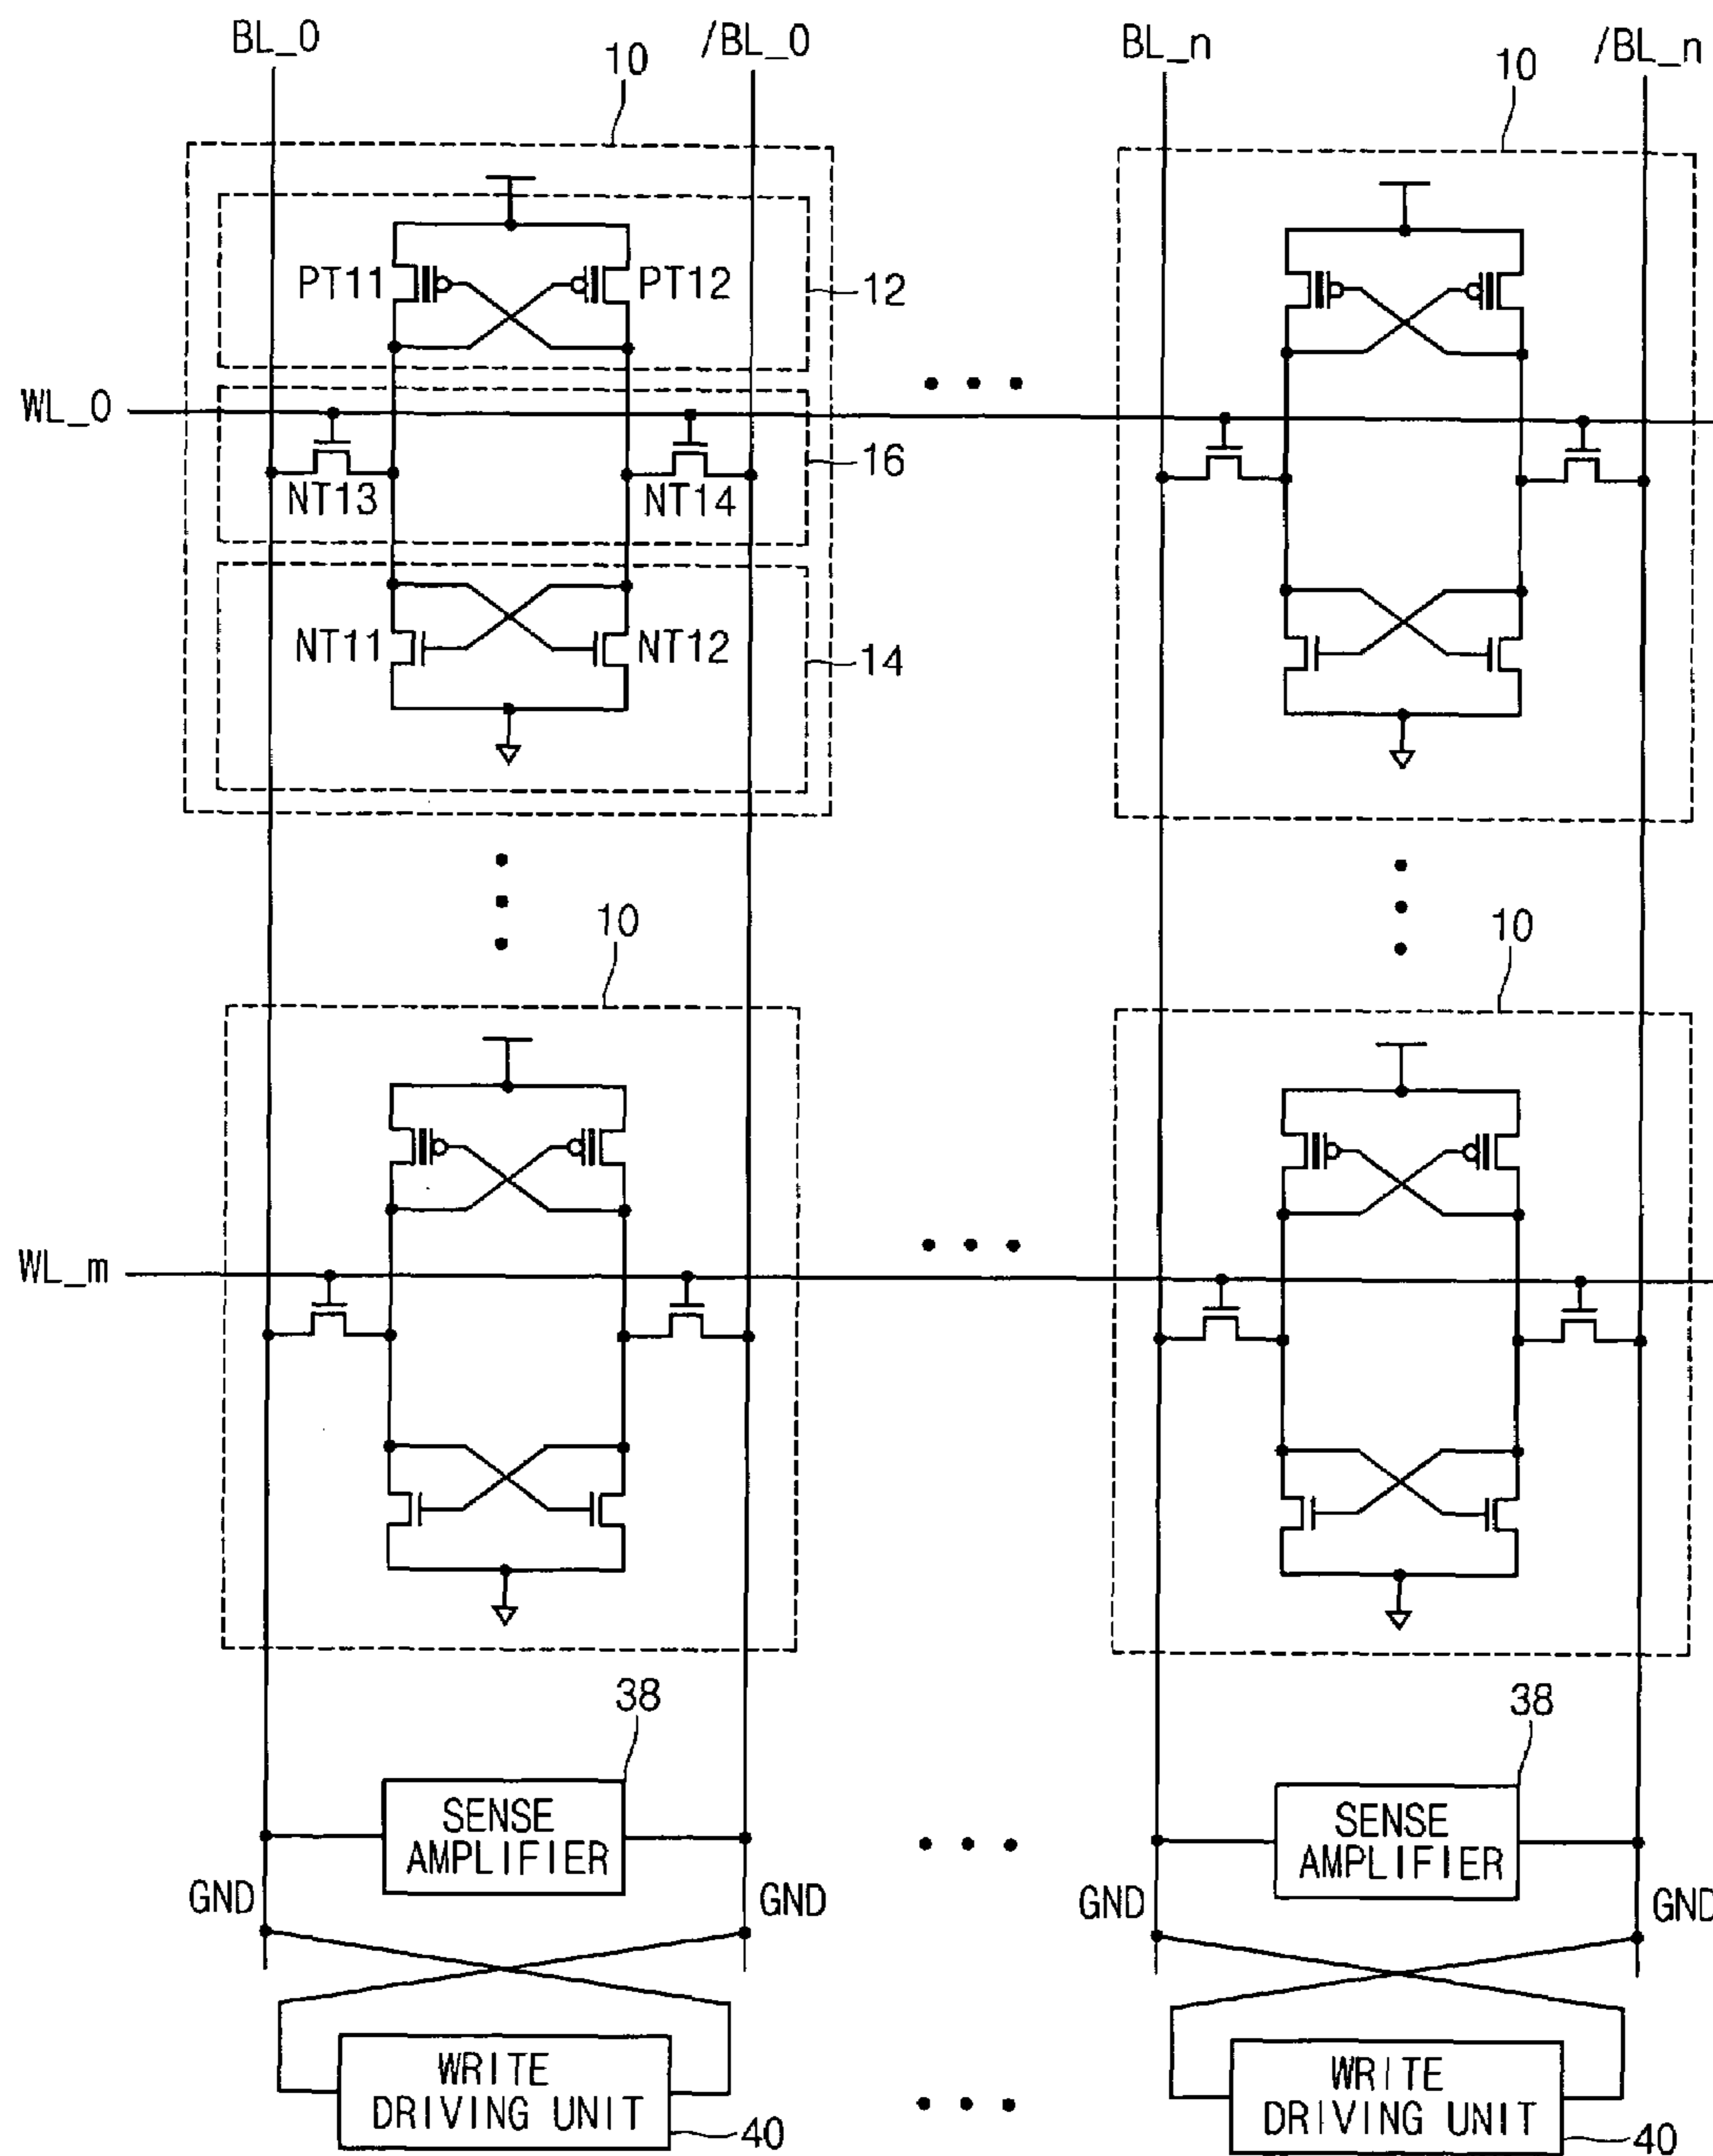 BL_0 /BL_0 BL_n /BL_n
10 10
PT11 PT12 12
WL_0
NT13 NT14 16
NT11 NT12 14
10 10
WL_m
38 38
SENSE AMPLIFIER
SENSE AMPLIFIER
GND GND GND GND
WRITE DRIVING UNIT 40
WRITE DRIVING UNIT 40